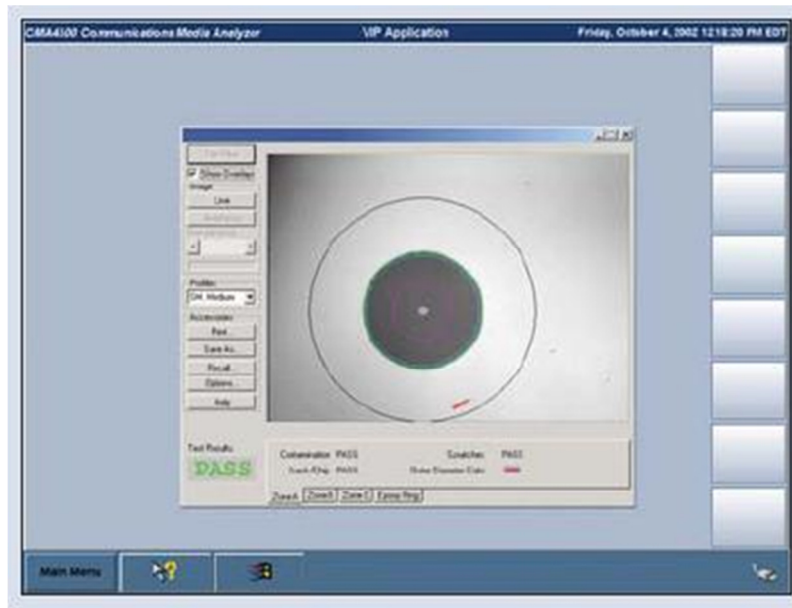 CMA4500 Communications Media Analyzer
VIP Application
Friday, October 4, 2002 12:18:20 PM EDT
Show Overlay
Image
Live
Profiles
SM, Medium
Accessories
Print...
Save As...
Recall...
Options...
Help
Test Results:
PASS
Contamination PASS
Scratches PASS
Crack/Chip PASS
Zone A
Zone B
Zone C
Epoxy Ring
Main Menu